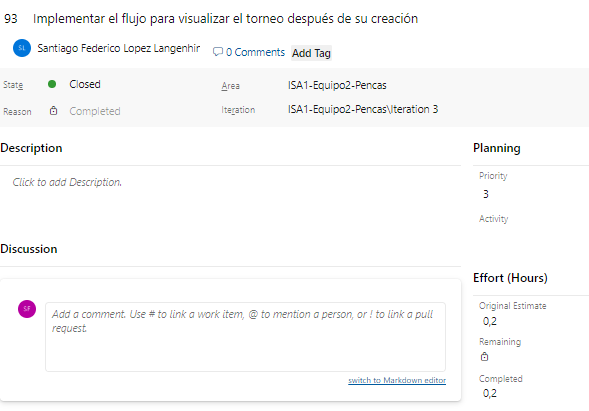 93 Implementar el flujo para visualizar el torneo después de su creación
SL Santiago Federico Lopez Langenhir 0 Comments Add Tag
State Closed Area ISA1-Equipo2-Pencas
Reason Completed Iteration ISA1-Equipo2-Pencas\Iteration 3
Description
Click to add Description.
Planning
Priority
3
Activity
Discussion
SF
Add a comment. Use # to link a work item, @ to mention a person, or ! to link a pull
request.
switch to Markdown editor
Effort (Hours)
Original Estimate
0,2
Remaining
Completed
0,2